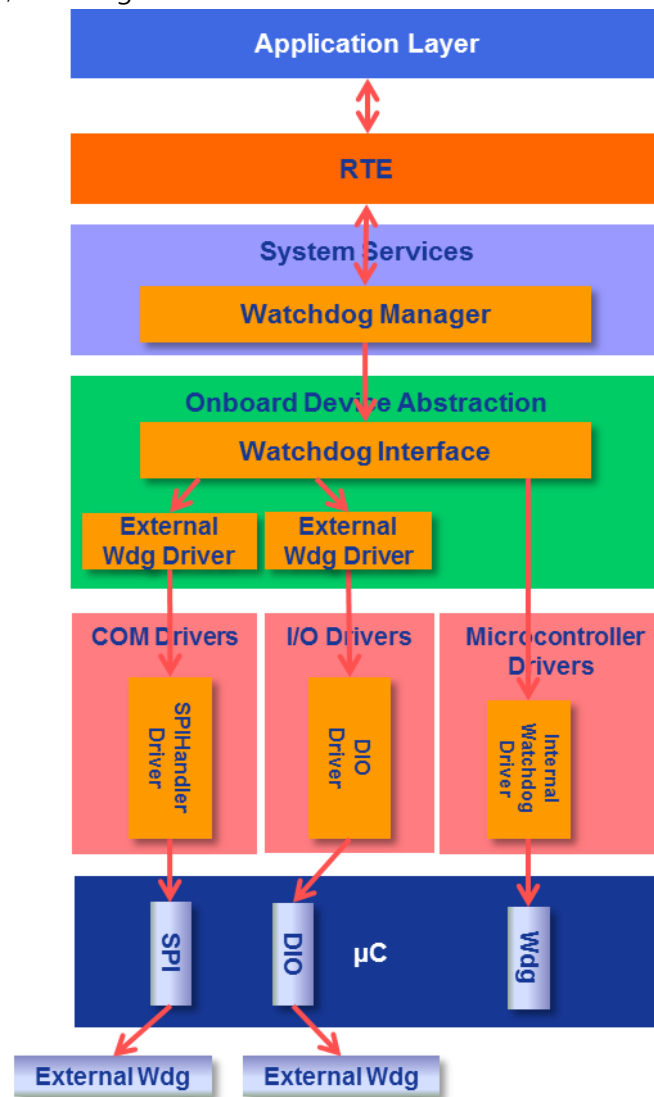 Application Layer
RTE
System Services
Watchdog Manager
Onboard Device Abstraction
Watchdog Interface
External
Wdg Driver
External
Wdg Driver
COM Drivers
I/O Drivers
Microcontroller
Drivers
SPIHandler
Driver
DIO
Driver
Internal
Watchdog
Driver
SPI
DIO
µC
Wdg
External Wdg
External Wdg